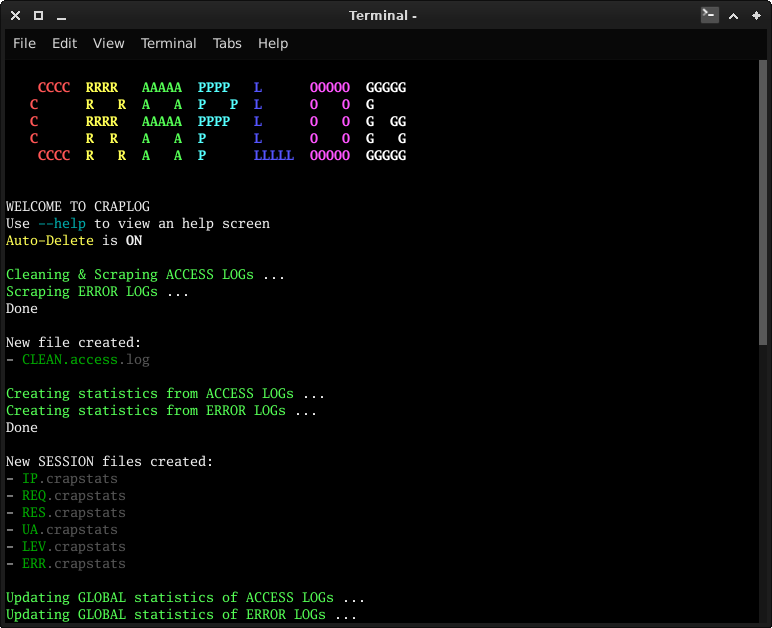 Terminal -
File Edit View Terminal Tabs Help
CCCC RRRR AAAAA PPPP L OOOOO GGGGG
C R R A A P P L O O G
C RRRR AAAAA PPPP L O O G GG
C R R A A P L O O G G
CCCC R R A A P LLLLL OOOOO GGGGG
WELCOME TO CRAPLOG
Use --help to view an help screen
Auto-Delete is ON
Cleaning & Scraping ACCESS LOGs ...
Scraping ERROR LOGs ...
Done
New file created:
- CLEAN.access.log
Creating statistics from ACCESS LOGs ...
Creating statistics from ERROR LOGs ...
Done
New SESSION files created:
- IP.crapstats
- REQ.crapstats
- RES.crapstats
- UA.crapstats
- LEV.crapstats
- ERR.crapstats
Updating GLOBAL statistics of ACCESS LOGs ...
Updating GLOBAL statistics of ERROR LOGs ...